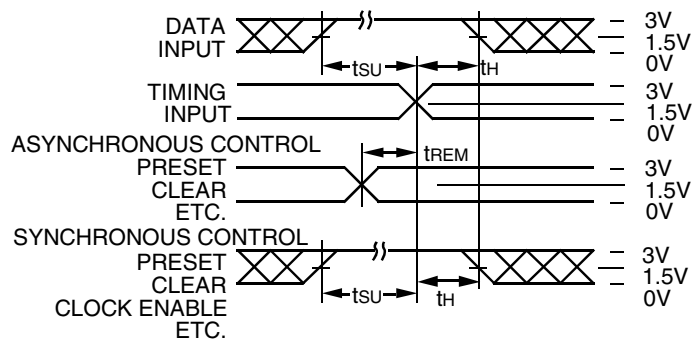 DATA
INPUT
3V
1.5V
0V
tSU
tH
TIMING
INPUT
3V
1.5V
0V
ASYNCHRONOUS CONTROL
PRESET
CLEAR
ETC.
tREM
3V
1.5V
0V
SYNCHRONOUS CONTROL
PRESET
CLEAR
CLOCK ENABLE
ETC.
3V
1.5V
0V
tSU
tH